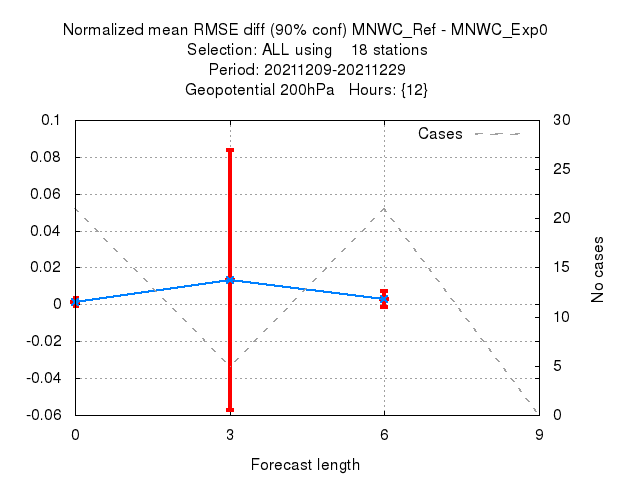 Normalized mean RMSE diff (90% conf) MNWC_Ref - MNWC_Exp0
Selection: ALL using    18 stations
Period: 20211209-20211229
Geopotential 200hPa   Hours: {12}
Cases
0.1
0.08
0.06
0.04
0.02
0
-0.02
-0.04
-0.06
30
25
20
15
10
5
0
No cases
0 3 6 9
Forecast length